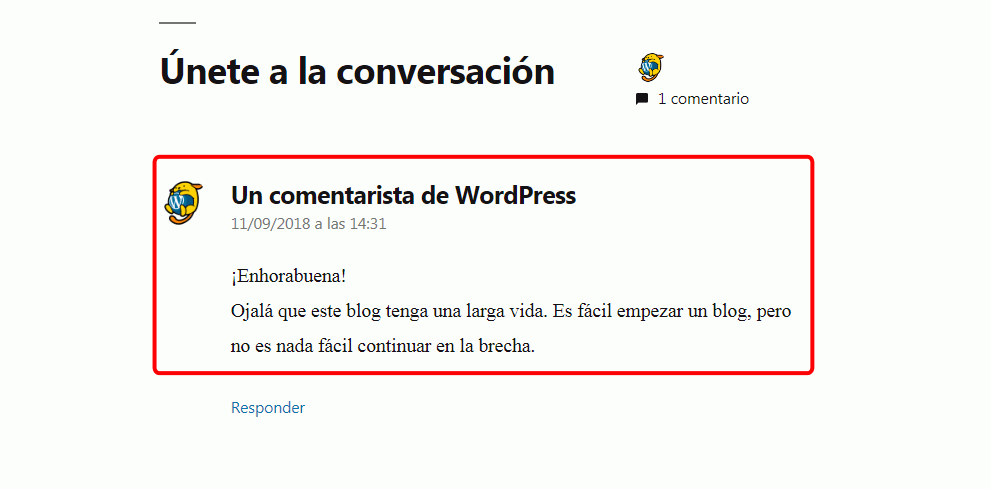 Únete a la conversación
1 comentario
Un comentarista de WordPress
11/09/2018 a las 14:31
¡Enhorabuena!
Ojalá que este blog tenga una larga vida. Es fácil empezar un blog, pero
no es nada fácil continuar en la brecha.
Responder